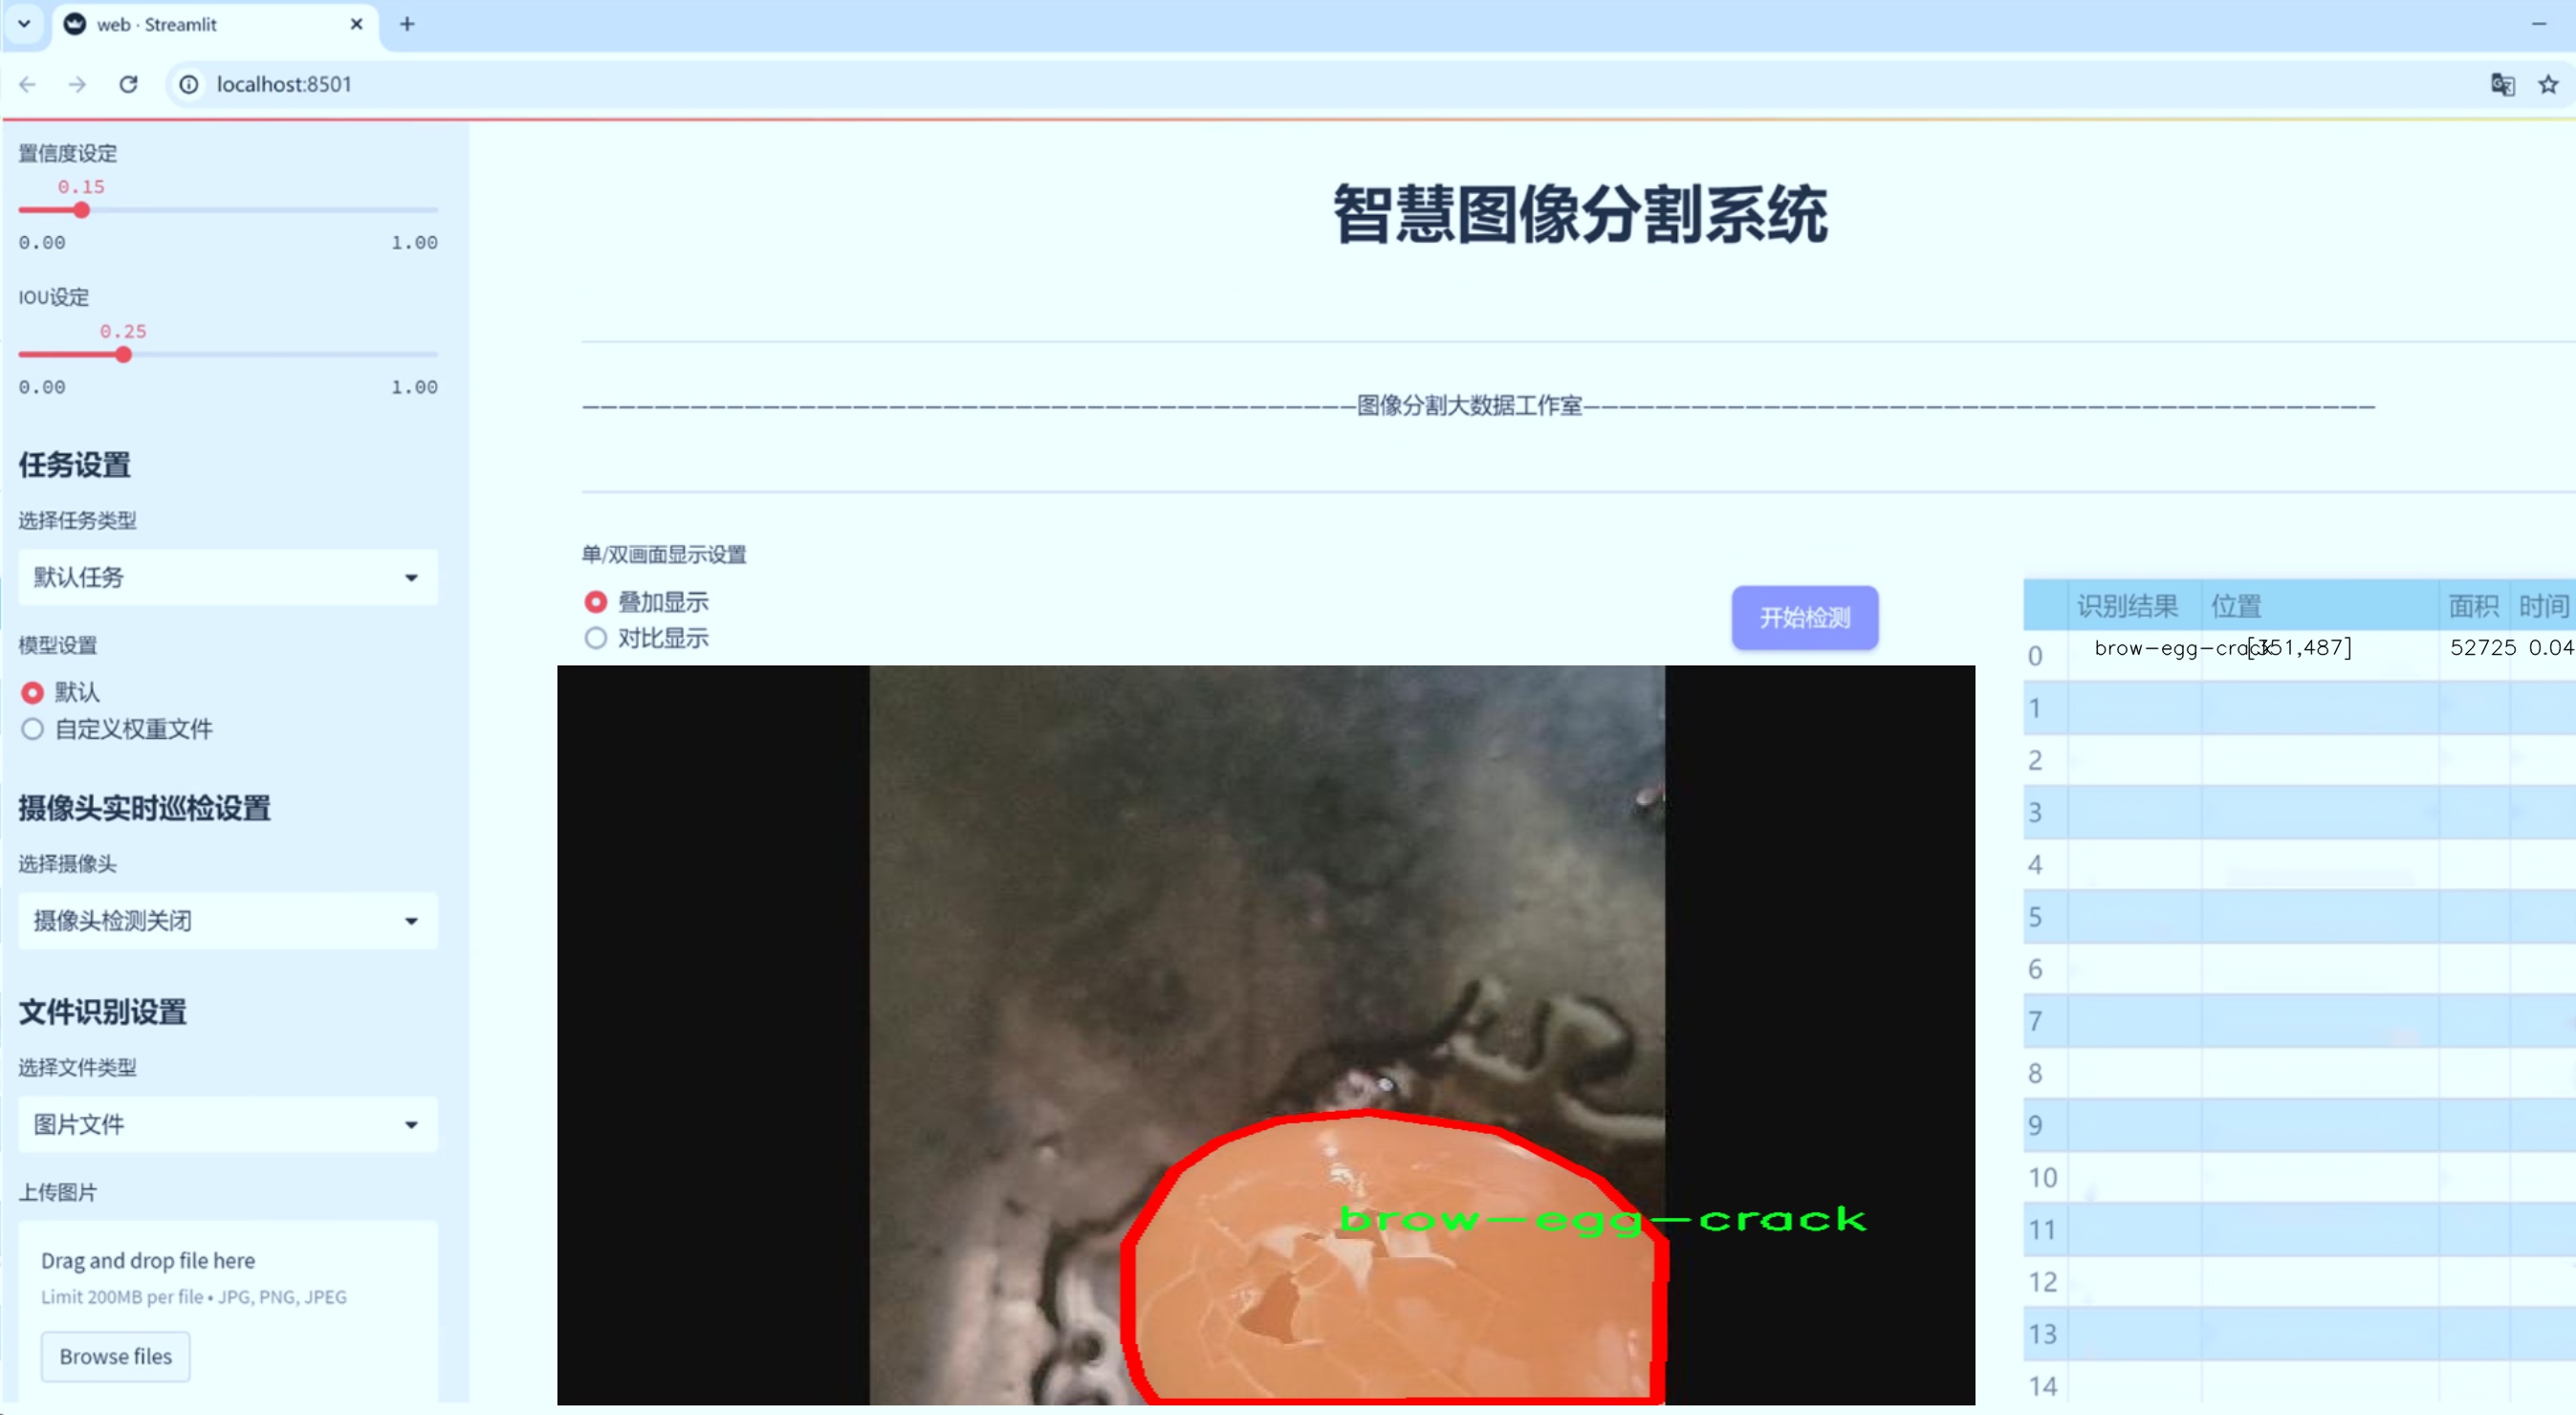 web · Streamlit
localhost:8501
置信度设定
0.15
0.00 1.00
IOU设定
0.25
0.00 1.00
任务设置
选择任务类型
默认任务
模型设置
默认
自定义权重文件
摄像头实时巡检设置
选择摄像头
摄像头检测关闭
文件识别设置
选择文件类型
图片文件
上传图片
Drag and drop file here
Limit 200MB per file • JPG, PNG, JPEG
Browse files
智慧图像分割系统
图像分割大数据工作室
单/双画面显示设置
叠加显示
对比显示
开始检测
brow-egg-crack
识别结果 位置 面积 时间
0 brow-egg-crack [351,487] 52725 0.04
1
2
3
4
5
6
7
8
9
10
11
12
13
14